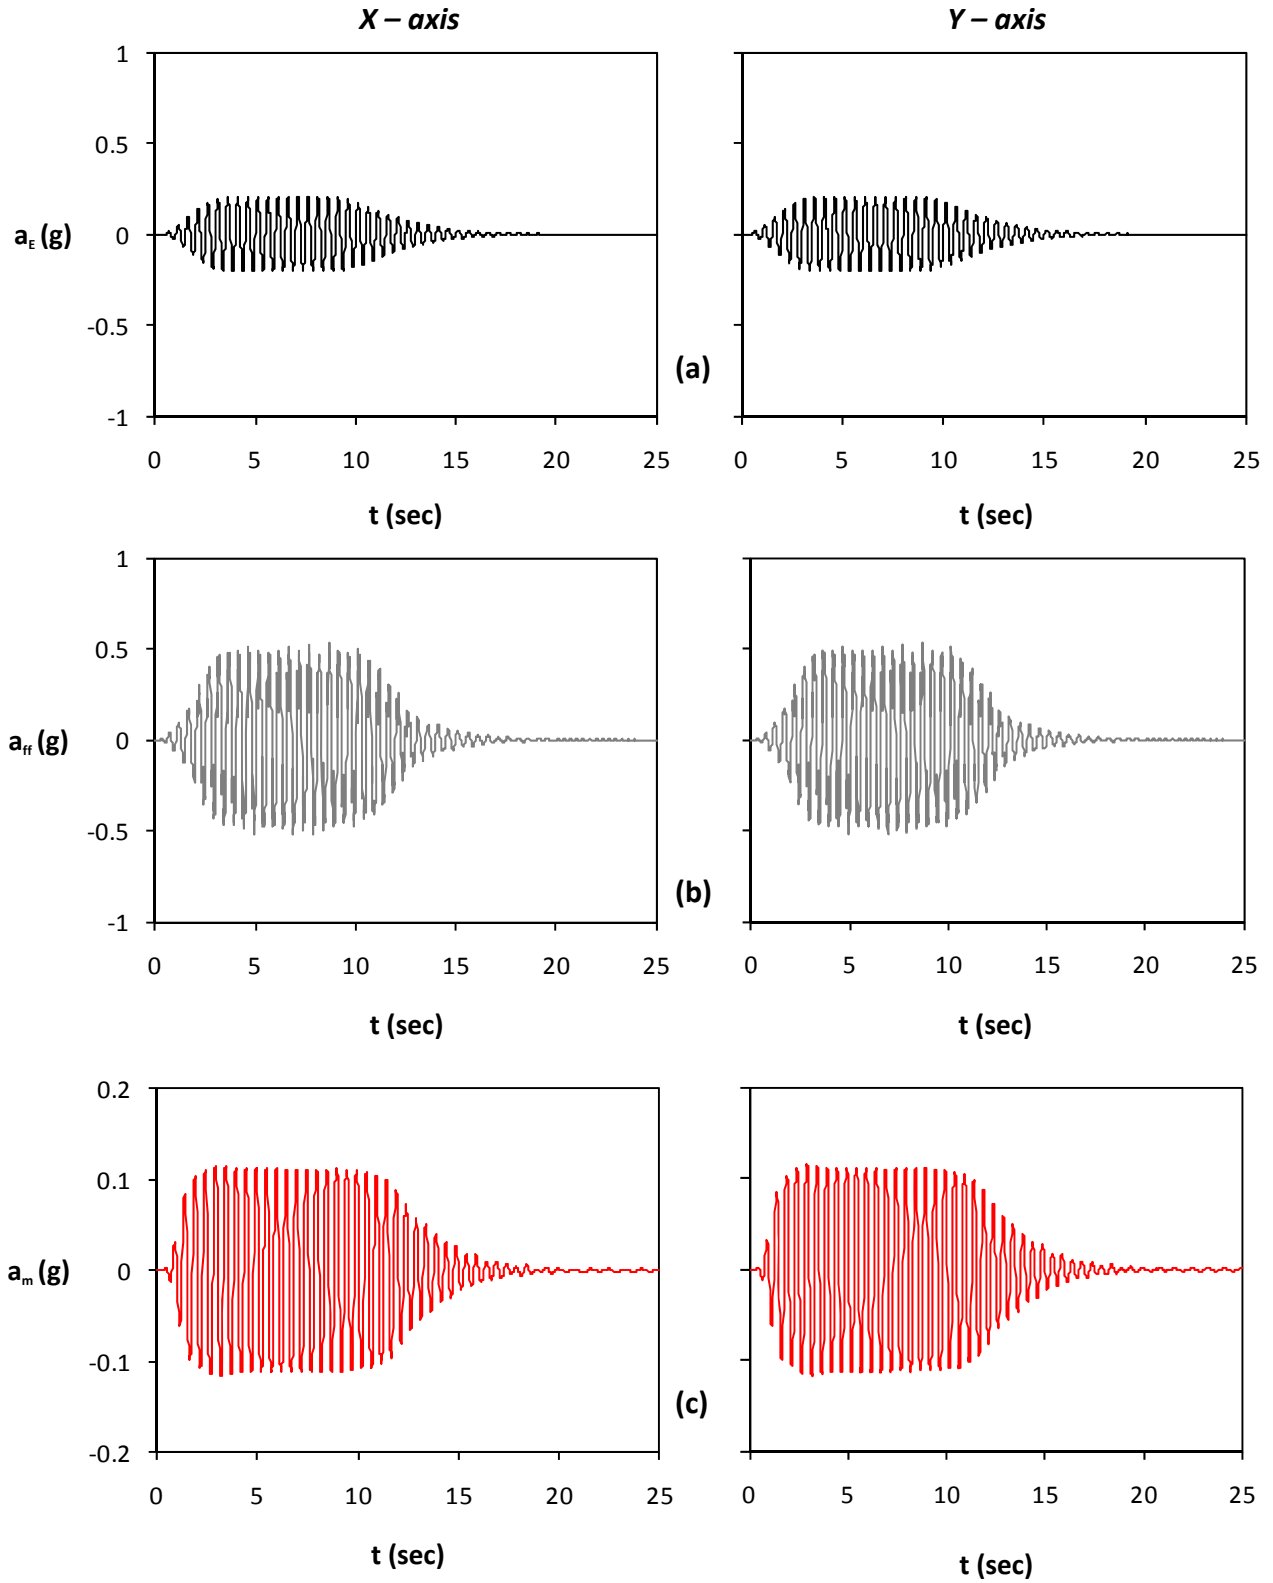 X – axis Y – axis
1
0.5
a_E (g) 0
-0.5
(a)
-1
0 5 10 15 20 25 0 5 10 15 20 25
t (sec) t (sec)
1
0.5
a_ff (g) 0
-0.5
(b)
-1
0 5 10 15 20 25 0 5 10 15 20 25
t (sec) t (sec)
0.2
0.1
a_m (g) 0
-0.1
(c)
-0.2
0 5 10 15 20 25 0 5 10 15 20 25
t (sec) t (sec)